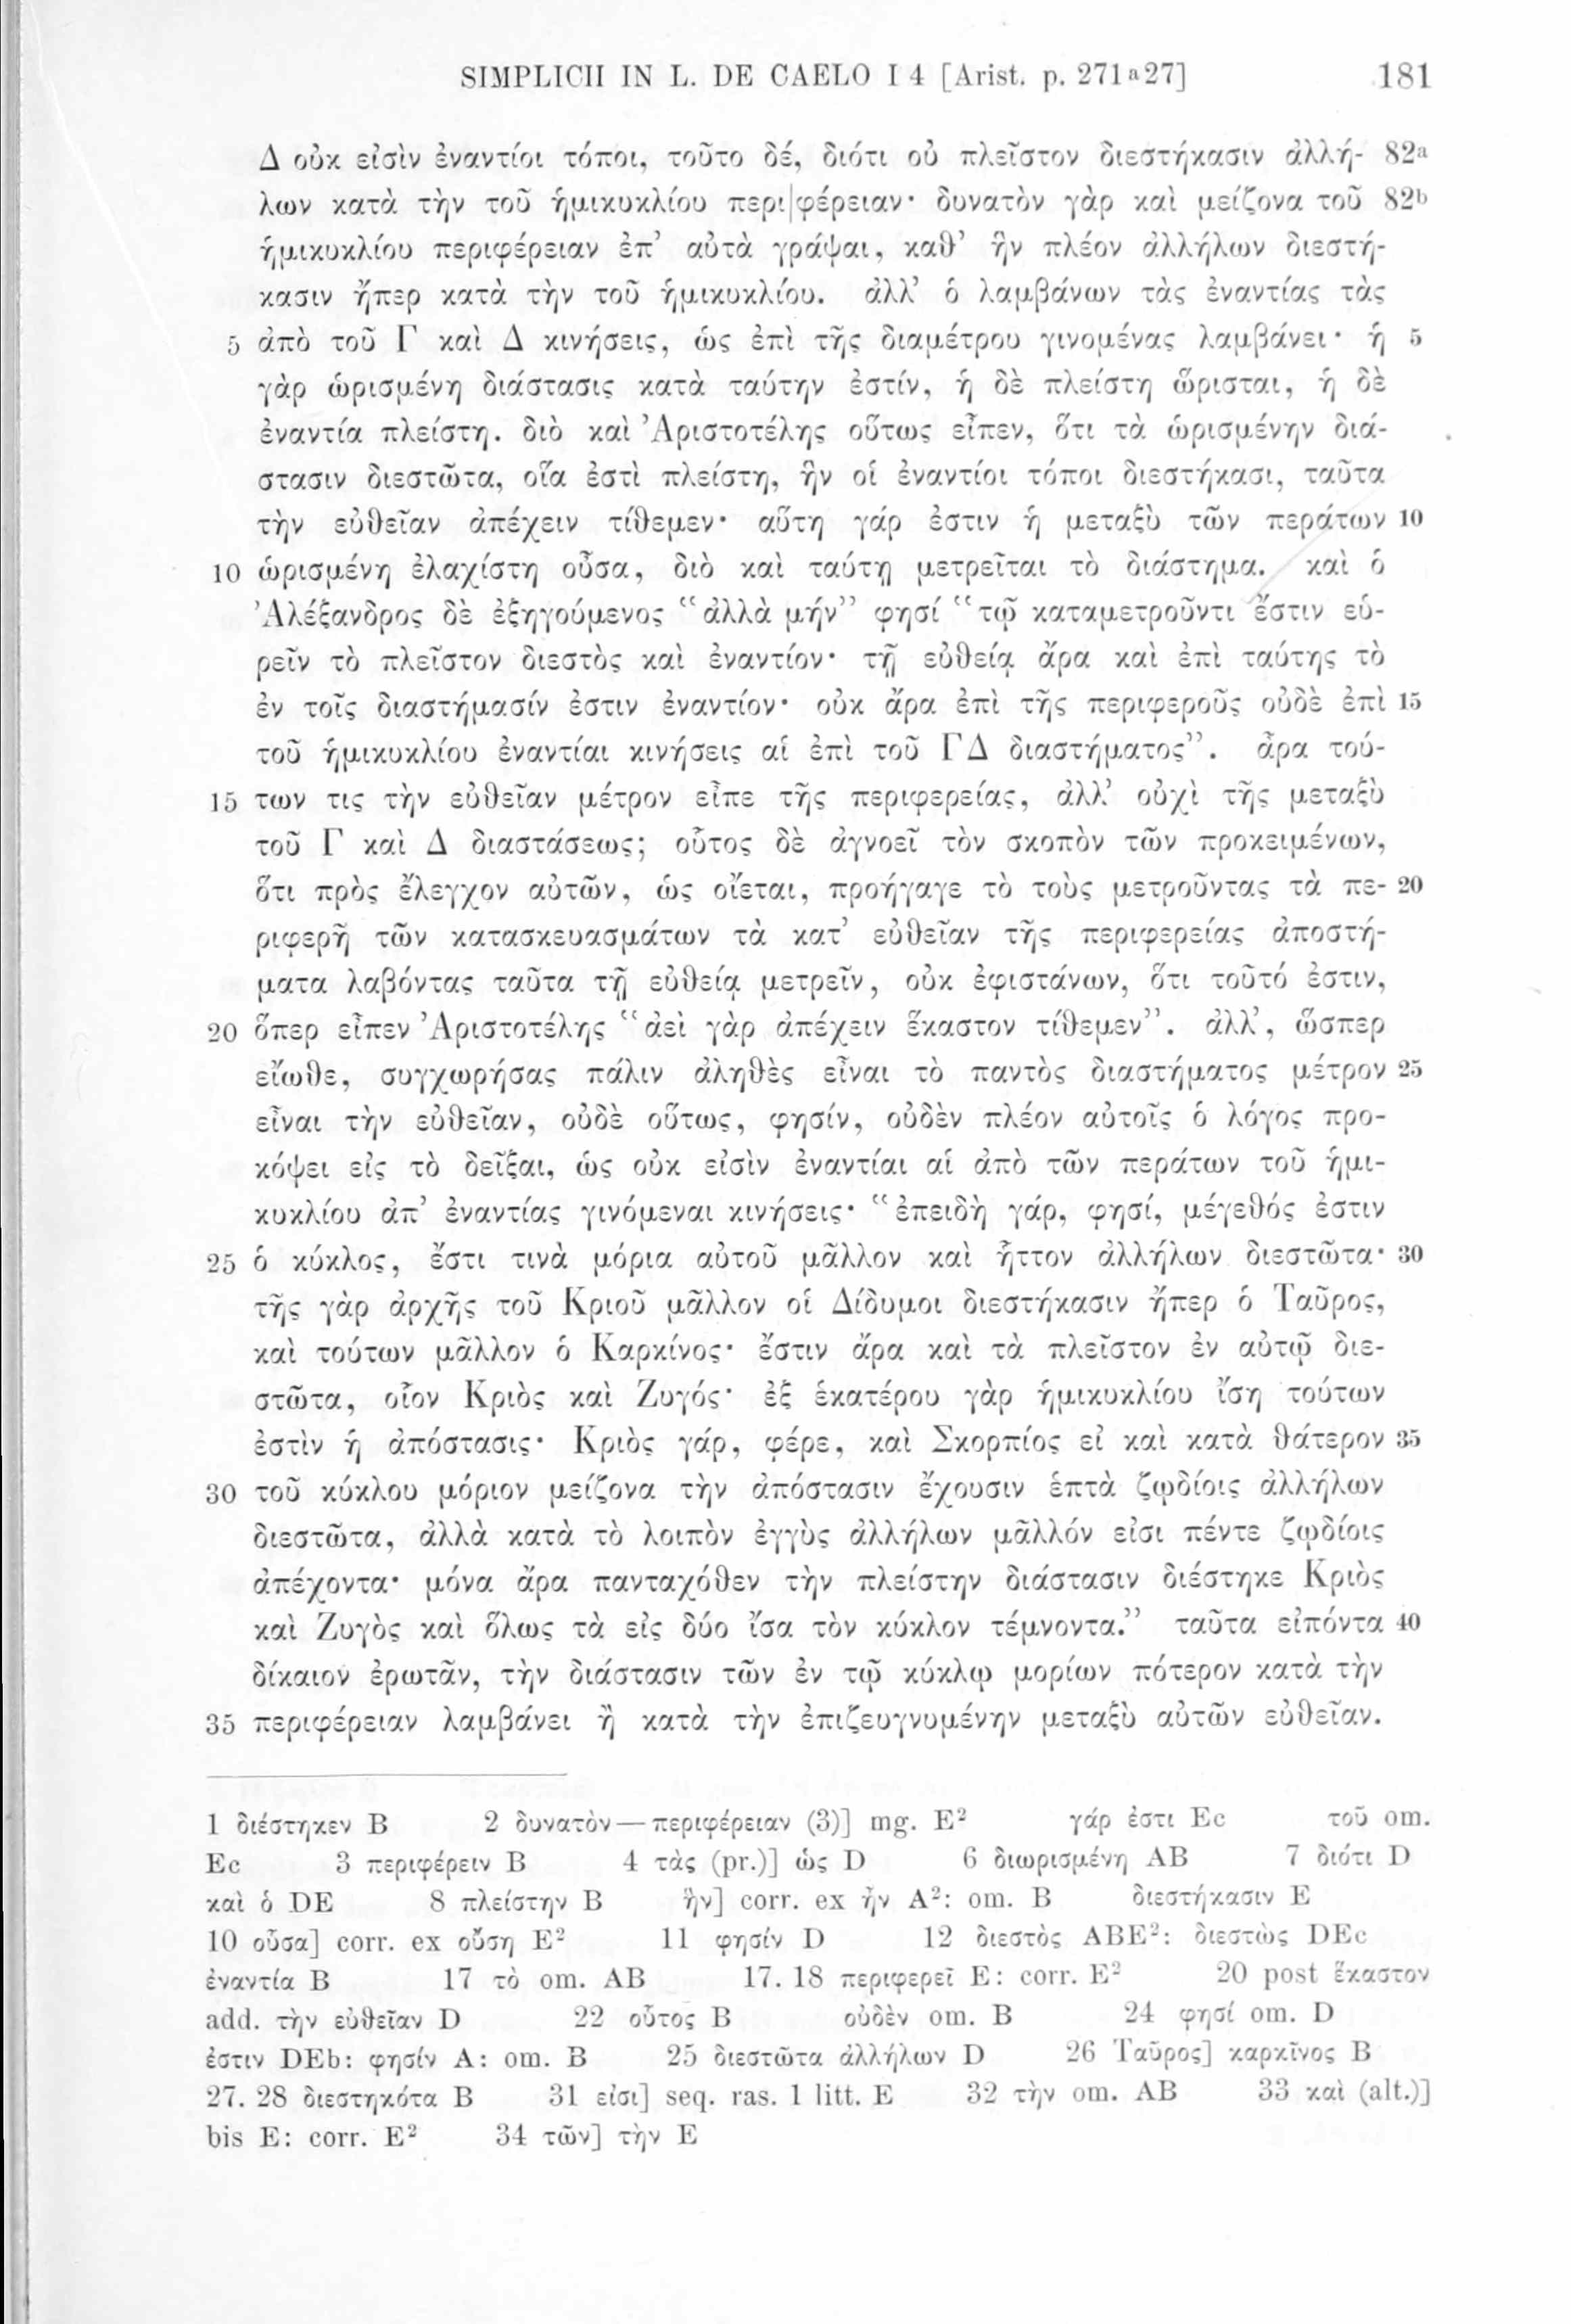 SIMPLICII IN L. DE CAELO I 4 [Arist. p. 271ᵃ27] 181
Δ οὐκ εἰσὶν ἐναντίοι τόποι, τοῦτο δέ, διότι οὐ πλεῖστον διεστήκασιν ἀλλή- 82ᵃ
λων κατὰ τὴν τοῦ ἡμικυκλίου περι|φέρειαν· δυνατὸν γὰρ καὶ μείζονα τοῦ 82ᵇ
ἡμικυκλίου περιφέρειαν ἐπ’ αὐτὰ γράψαι, καθ’ ἣν πλέον ἀλλήλων διεστή-
κασιν ἤπερ κατὰ τὴν τοῦ ἡμικυκλίου. ἀλλ’ ὁ λαμβάνων τὰς ἐναντίας τὰς
5 ἀπὸ τοῦ Γ καὶ Δ κινήσεις, ὡς ἐπὶ τῆς διαμέτρου γινομένας λαμβάνει· ἡ 5
γὰρ ὡρισμένη διάστασις κατὰ ταύτην ἐστίν, ἡ δὲ πλείστη ὥρισται, ἡ δὲ
ἐναντία πλείστη. διὸ καὶ Ἀριστοτέλης οὕτως εἶπεν, ὅτι τὰ ὡρισμένην διά-
στασιν διεστῶτα, οἵα ἐστὶ πλείστη, ἣν οἱ ἐναντίοι τόποι διεστήκασι, ταῦτα
τὴν εὐθεῖαν ἀπέχειν τίθεμεν· αὕτη γάρ ἐστιν ἡ μεταξὺ τῶν περάτων 10
10 ὡρισμένη ἐλαχίστη οὖσα, διὸ καὶ ταύτῃ μετρεῖται τὸ διάστημα. καὶ ὁ
Ἀλέξανδρος δὲ ἐξηγούμενος “ἀλλὰ μήν” φησί “τῷ καταμετροῦντι ἔστιν εὑ-
ρεῖν τὸ πλεῖστον διεστὸς καὶ ἐναντίον· τῇ εὐθείᾳ ἄρα καὶ ἐπὶ ταύτης τὸ
ἐν τοῖς διαστήμασίν ἐστιν ἐναντίον· οὐκ ἄρα ἐπὶ τῆς περιφεροῦς οὐδὲ ἐπὶ 15
τοῦ ἡμικυκλίου ἐναντίαι κινήσεις αἱ ἐπὶ τοῦ ΓΔ διαστήματος”. ἆρα τού-
15 των τις τὴν εὐθεῖαν μέτρον εἶπε τῆς περιφερείας, ἀλλ’ οὐχὶ τῆς μεταξὺ
τοῦ Γ καὶ Δ διαστάσεως; οὗτος δὲ ἀγνοεῖ τὸν σκοπὸν τῶν προκειμένων,
ὅτι πρὸς ἔλεγχον αὐτῶν, ὡς οἴεται, προήγαγε τὸ τοὺς μετροῦντας τὰ πε- 20
ριφερῆ τῶν κατασκευασμάτων τὰ κατ’ εὐθεῖαν τῆς περιφερείας ἀποστή-
ματα λαβόντας ταῦτα τῇ εὐθείᾳ μετρεῖν, οὐκ ἐφιστάνων, ὅτι τοῦτό ἐστιν,
20 ὅπερ εἶπεν Ἀριστοτέλης “ἀεὶ γὰρ ἀπέχειν ἕκαστον τίθεμεν”. ἀλλ’, ὥσπερ
εἴωθε, συγχωρήσας πάλιν ἀληθὲς εἶναι τὸ παντὸς διαστήματος μέτρον 25
εἶναι τὴν εὐθεῖαν, οὐδὲ οὕτως, φησίν, οὐδὲν πλέον αὐτοῖς ὁ λόγος προ-
κόψει εἰς τὸ δεῖξαι, ὡς οὐκ εἰσὶν ἐναντίαι αἱ ἀπὸ τῶν περάτων τοῦ ἡμι-
κυκλίου ἀπ’ ἐναντίας γινόμεναι κινήσεις· “ἐπειδὴ γάρ, φησί, μέγεθός ἐστιν
25 ὁ κύκλος, ἔστι τινὰ μόρια αὐτοῦ μᾶλλον καὶ ἧττον ἀλλήλων διεστῶτα· 30
τῆς γὰρ ἀρχῆς τοῦ Κριοῦ μᾶλλον οἱ Δίδυμοι διεστήκασιν ἤπερ ὁ Ταῦρος,
καὶ τούτων μᾶλλον ὁ Καρκίνος· ἔστιν ἄρα καὶ τὰ πλεῖστον ἐν αὐτῷ διε-
στῶτα, οἷον Κριὸς καὶ Ζυγός· ἐξ ἑκατέρου γὰρ ἡμικυκλίου ἴση τούτων
ἐστὶν ἡ ἀπόστασις· Κριὸς γάρ, φέρε, καὶ Σκορπίος εἰ καὶ κατὰ θάτερον 35
30 τοῦ κύκλου μόριον μείζονα τὴν ἀπόστασιν ἔχουσιν ἑπτὰ ζῳδίοις ἀλλήλων
διεστῶτα, ἀλλὰ κατὰ τὸ λοιπὸν ἐγγὺς ἀλλήλων μᾶλλόν εἰσι πέντε ζῳδίοις
ἀπέχοντα· μόνα ἄρα πανταχόθεν τὴν πλείστην διάστασιν διέστηκε Κριὸς
καὶ Ζυγὸς καὶ ὅλως τὰ εἰς δύο ἴσα τὸν κύκλον τέμνοντα.” ταῦτα εἰπόντα 40
δίκαιον ἐρωτᾶν, τὴν διάστασιν τῶν ἐν τῷ κύκλῳ μορίων πότερον κατὰ τὴν
35 περιφέρειαν λαμβάνει ἢ κατὰ τὴν ἐπιζευγνυμένην μεταξὺ αὐτῶν εὐθεῖαν.
1 διέστηκεν B 2 δυνατὸν—περιφέρειαν (3)] mg. E² γάρ ἐστι Ec τοῦ om.
Ec 3 περιφέρειν B 4 τὰς (pr.)] ὡς D 6 διωρισμένη AB 7 διότι D
καὶ ὁ DE 8 πλείστην B ἣν] corr. ex ἦν A²: om. B διεστήκασιν E
10 οὖσα] corr. ex οὔση E² 11 φησίν D 12 διεστὸς ABE²: διεστὼς DEc
ἐναντία B 17 τὸ om. AB 17. 18 περιφερεῖ E: corr. E² 20 post ἕκαστον
add. τὴν εὐθεῖαν D 22 οὗτος B οὐδὲν om. B 24 φησί om. D
ἐστιν DEb: φησίν A: om. B 25 διεστῶτα ἀλλήλων D 26 Ταῦρος] καρκῖνος B
27. 28 διεστηκότα B 31 εἰσι] seq. ras. 1 litt. E 32 τὴν om. AB 33 καὶ (alt.)]
bis E: corr. E² 34 τῶν] τὴν E